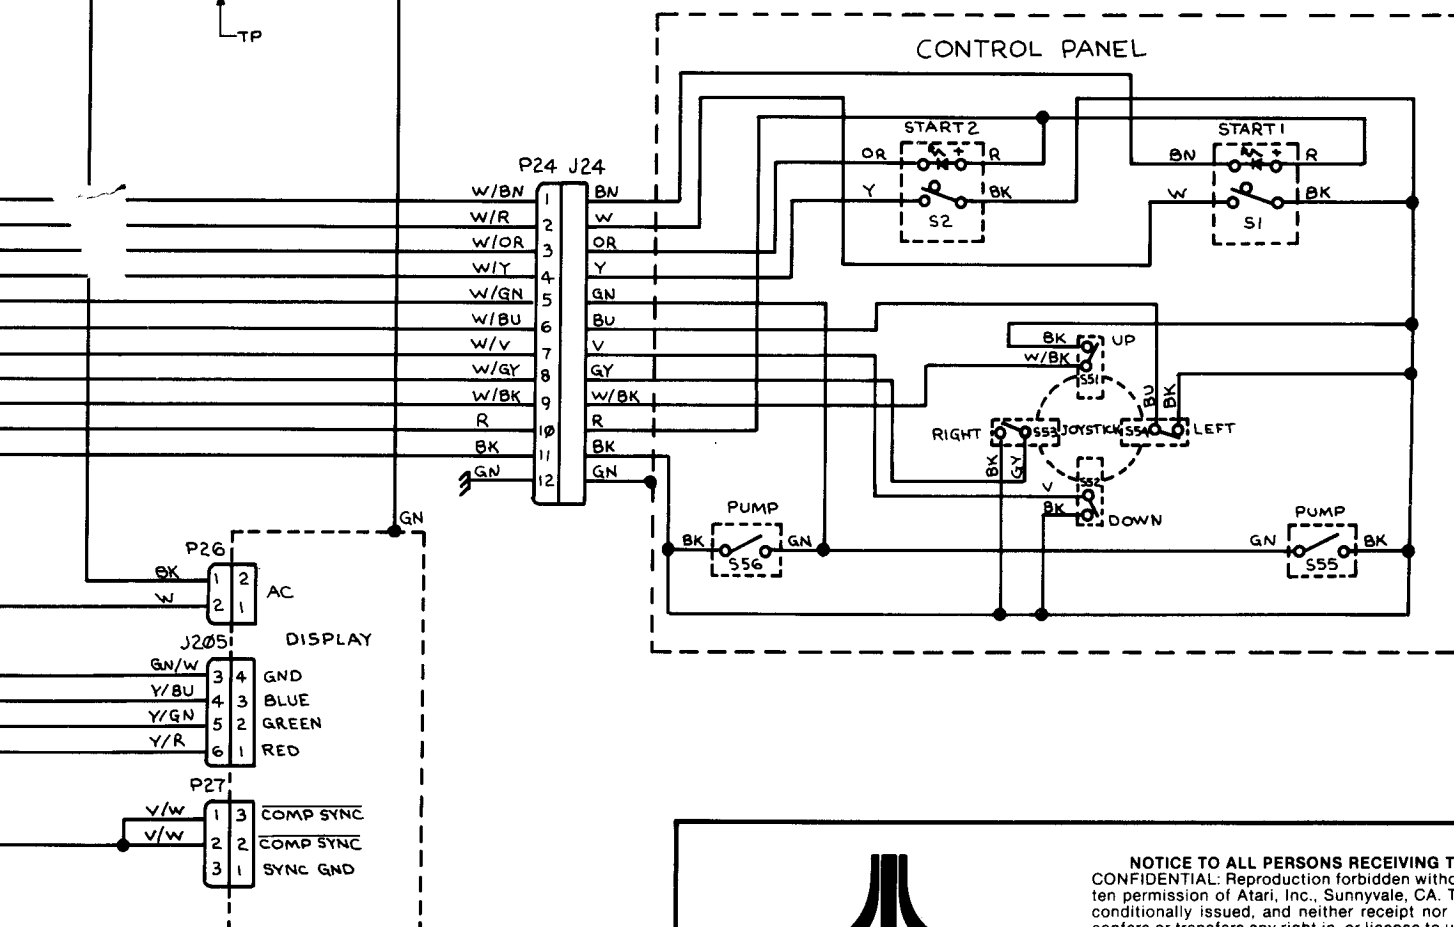 TP
CONTROL PANEL
START2
START1
OR
R
BN
R
Y
BK
W
BK
S2
S1
P24 J24
W/BN 1 BN
W/R 2 W
W/OR 3 OR
W/Y 4 Y
W/GN 5 GN
W/BU 6 BU
W/V 7 V
W/GY 8 GY
W/BK 9 W/BK
R 10 R
BK 11 BK
GN 12 GN
BK
UP
W/BK
S51
BU
BK
RIGHT
S53
JOYSTICK
S54
LEFT
BK
GY
S52
V
BK
DOWN
PUMP
BK
GN
S56
PUMP
GN
BK
S55
GN
P26
BK 1 2
W 2 1
AC
J205
DISPLAY
GN/W 3 4 GND
Y/BU 4 3 BLUE
Y/GN 5 2 GREEN
Y/R 6 1 RED
P27
V/W 1 3 COMP SYNC
V/W 2 2 COMP SYNC
3 1 SYNC GND
NOTICE TO ALL PERSONS RECEIVING T
CONFIDENTIAL: Reproduction forbidden witho
ten permission of Atari, Inc., Sunnyvale, CA. T
conditionally issued, and neither receipt nor